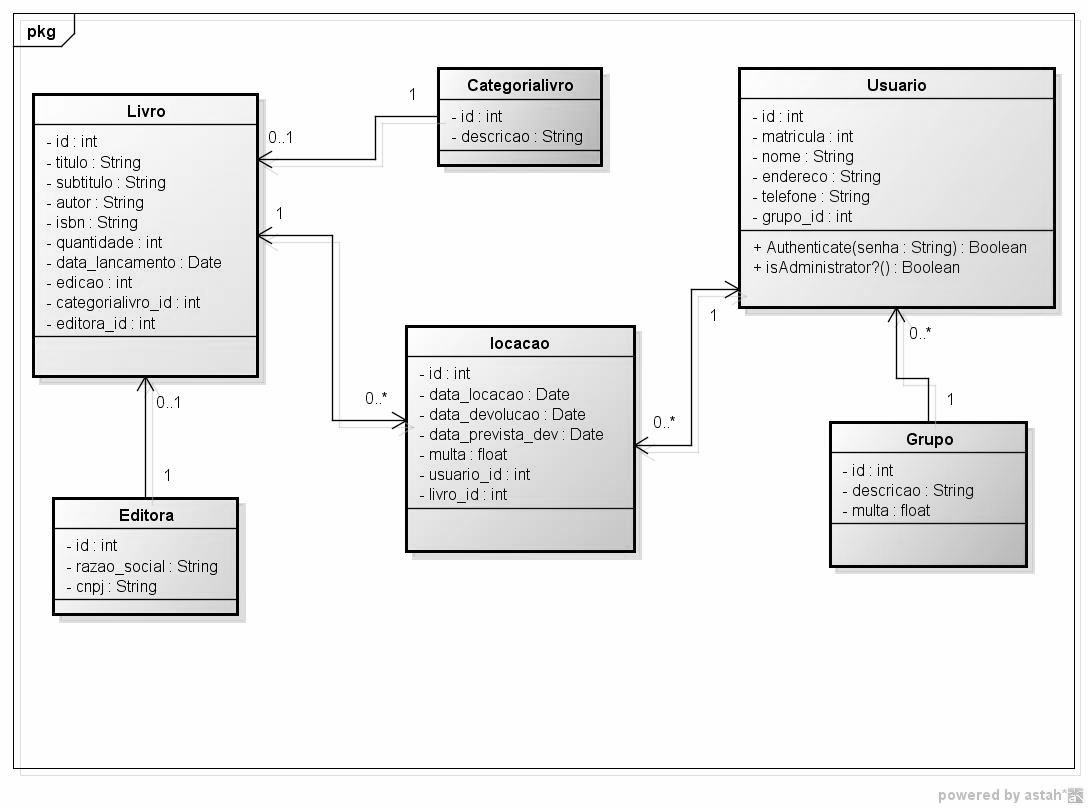 pkg
Livro
- id : int
- titulo : String
- subtitulo : String
- autor : String
- isbn : String
- quantidade : int
- data_lancamento : Date
- edicao : int
- categorialivro_id : int
- editora_id : int
Categorialivro
- id : int
- descricao : String
1
0..1
Usuario
- id : int
- matricula : int
- nome : String
- endereco : String
- telefone : String
- grupo_id : int
+ Authenticate(senha : String) : Boolean
+ isAdministrator?() : Boolean
1
0..*
locacao
- id : int
- data_locacao : Date
- data_devolucao : Date
- data_prevista_dev : Date
- multa : float
- usuario_id : int
- livro_id : int
0..*
1
0..*
1
Grupo
- id : int
- descricao : String
- multa : float
0..1
1
Editora
- id : int
- razao_social : String
- cnpj : String
powered by astah*